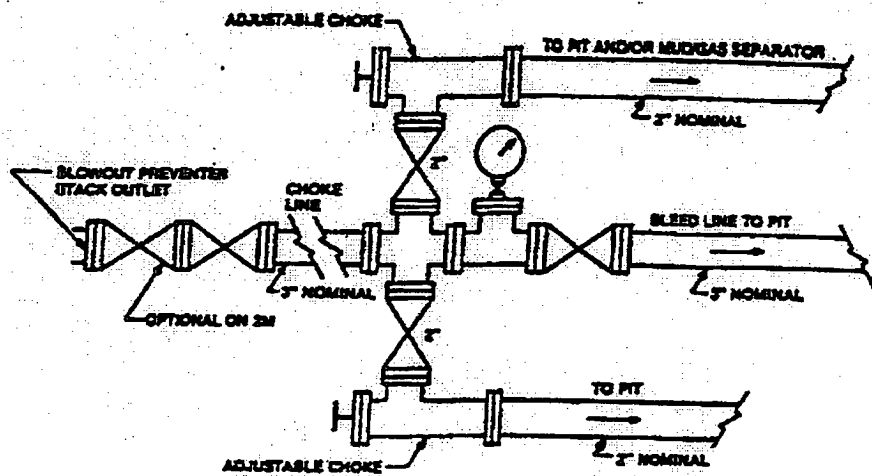 ADJUSTABLE CHOKE
TO PIT AND/OR MUD/GAS SEPARATOR
2" NOMINAL
2"
BLOWOUT PREVENTER
STACK OUTLET
CHOKE
LINE
BLEED LINE TO PIT
3" NOMINAL
3" NOMINAL
OPTIONAL ON 2M
2"
TO PIT
2" NOMINAL
ADJUSTABLE CHOKE